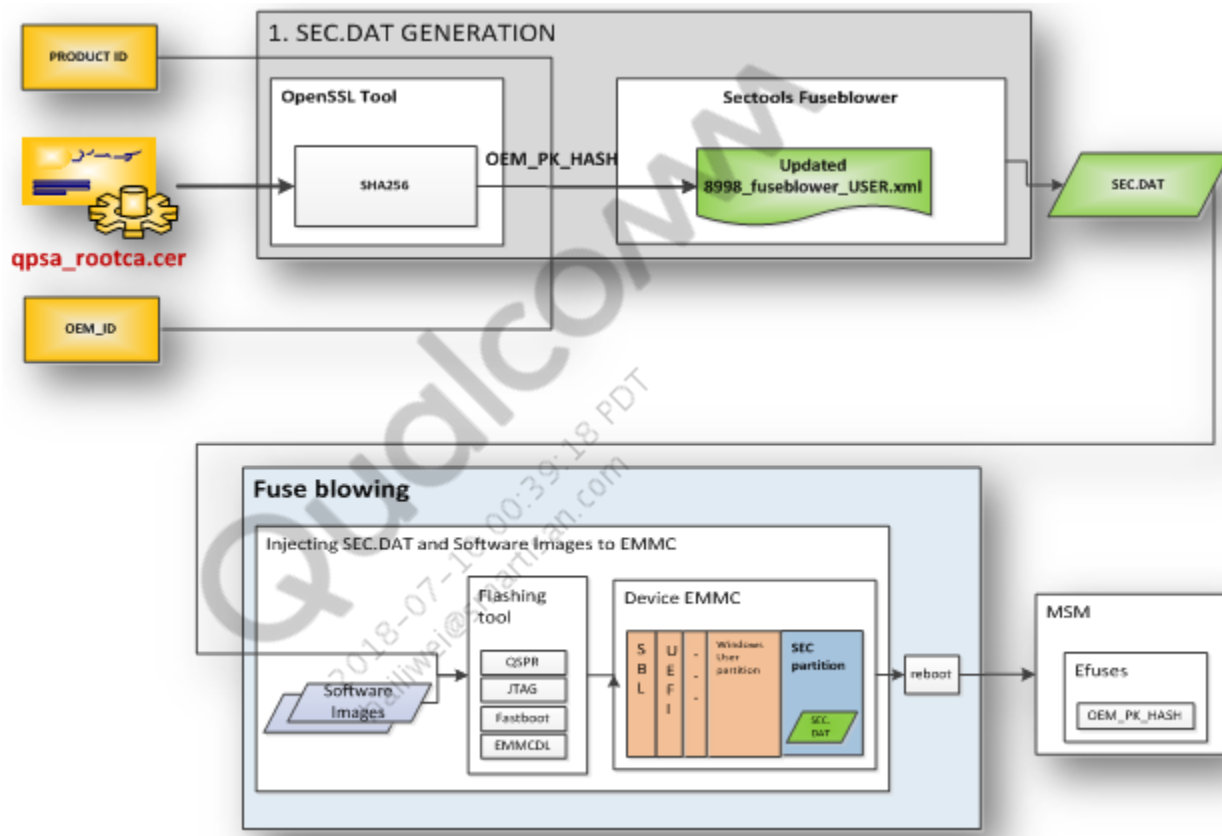 1. SEC.DAT GENERATION
PRODUCT ID
OpenSSL Tool
Sectools Fuseblower
OEM_PK_HASH
SHA256
Updated
8998_fuseblower_USER.xml
SEC.DAT
qpsa_rootca.cer
OEM_ID
Qualcomm
2018-07-10 00:39:18 PDT
Fuse blowing
Injecting SEC.DAT and Software Images to EMMC
Flashing
tool
QSPR
JTAG
Fastboot
EMMCDL
Software
Images
Device EMMC
SBL
UEFI
- - -
Windows
User
partition
SEC
partition
SEC.
DAT
reboot
MSM
Efuses
OEM_PK_HASH